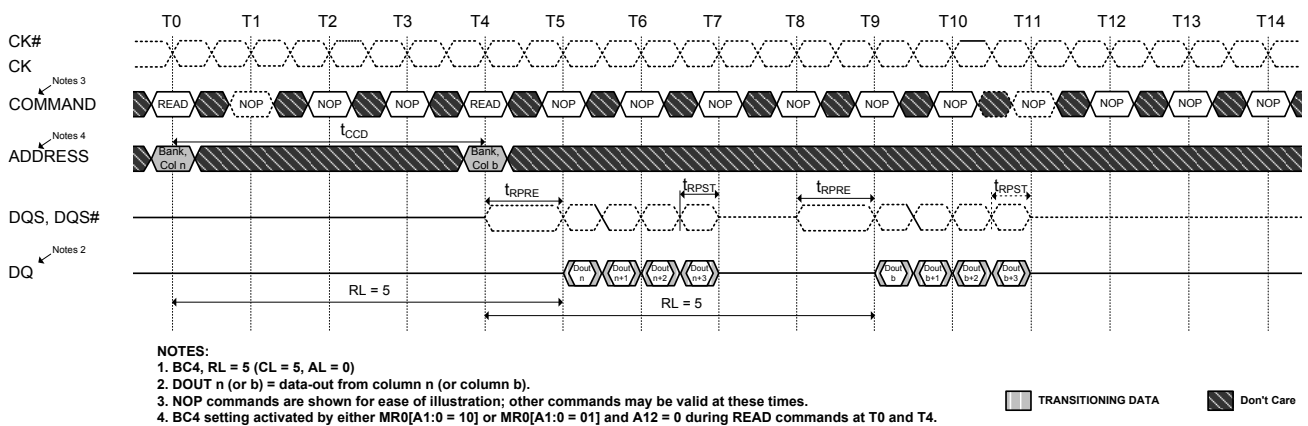 T0 T1 T2 T3 T4 T5 T6 T7 T8 T9 T10 T11 T12 T13 T14
CK#
CK
Notes 3
COMMAND READ NOP NOP NOP READ NOP NOP NOP NOP NOP NOP NOP NOP NOP NOP
Notes 4
tCCD
ADDRESS Bank, Col n Bank, Col b
tRPRE tRPST tRPRE tRPST
DQS, DQS#
Notes 2
DQ Dout n Dout n+1 Dout n+2 Dout n+3 Dout b Dout b+1 Dout b+2 Dout b+3
RL = 5
RL = 5
NOTES:
1. BC4, RL = 5 (CL = 5, AL = 0)
2. DOUT n (or b) = data-out from column n (or column b).
3. NOP commands are shown for ease of illustration; other commands may be valid at these times.
4. BC4 setting activated by either MR0[A1:0 = 10] or MR0[A1:0 = 01] and A12 = 0 during READ commands at T0 and T4.
TRANSITIONING DATA Don't Care